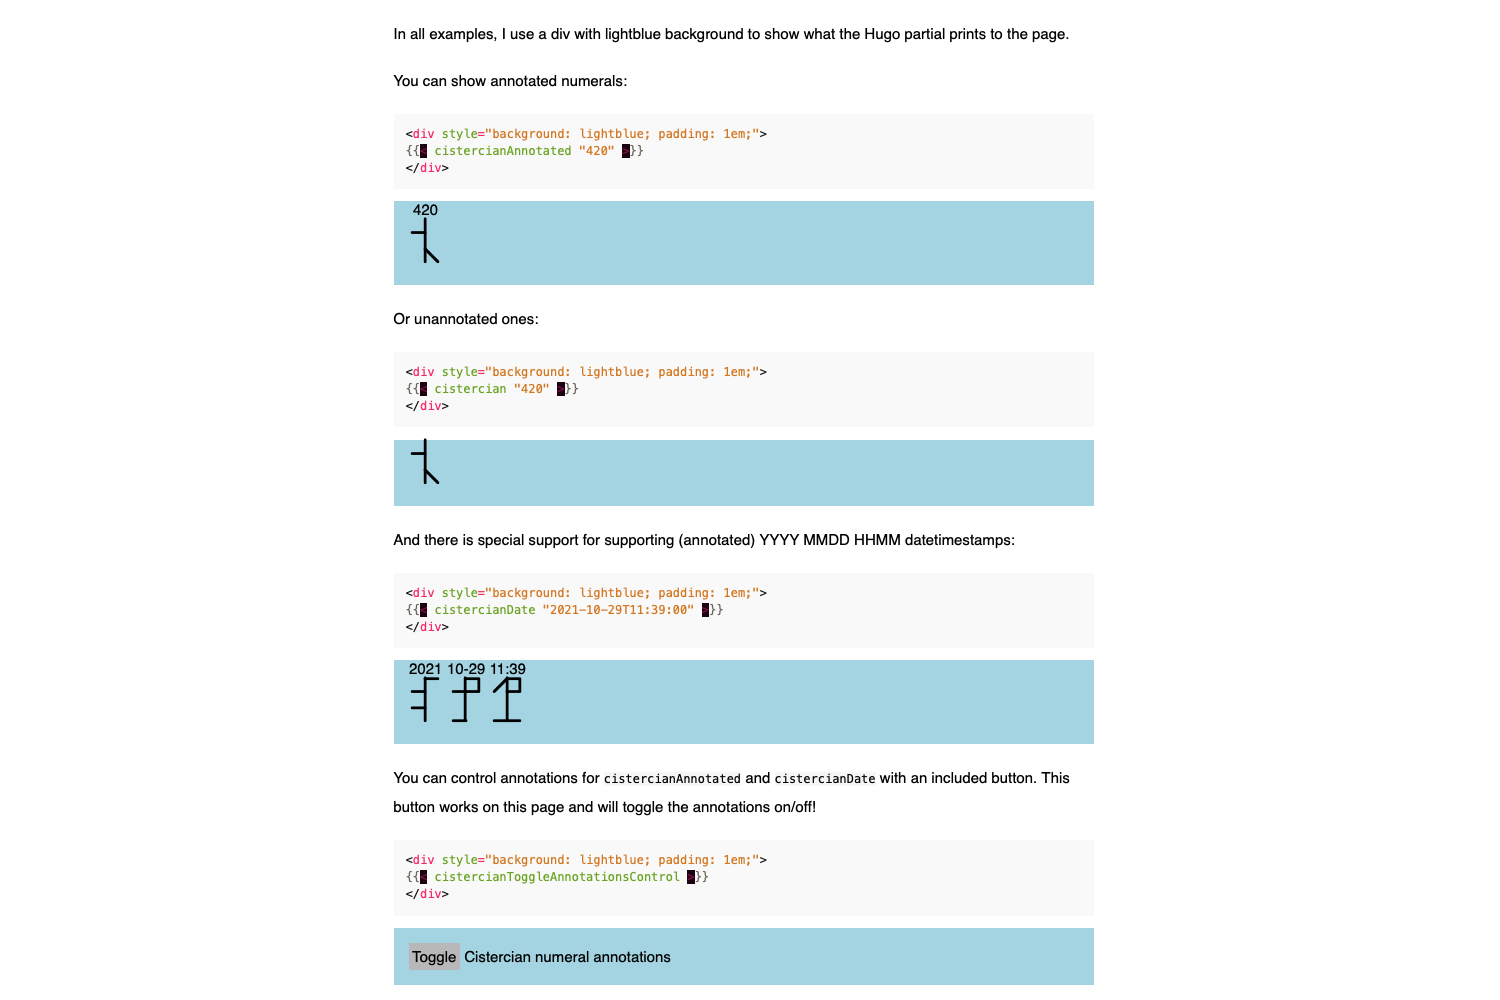 In all examples, I use a div with lightblue background to show what the Hugo partial prints to the page.
You can show annotated numerals:
<div style="background: lightblue; padding: 1em;">
{{< cistercianAnnotated "420" >}}
</div>
420
Or unannotated ones:
<div style="background: lightblue; padding: 1em;">
{{< cistercian "420" >}}
</div>
And there is special support for supporting (annotated) YYYY MMDD HHMM datetimestamps:
<div style="background: lightblue; padding: 1em;">
{{< cistercianDate "2021-10-29T11:39:00" >}}
</div>
2021 10-29 11:39
You can control annotations for cistercianAnnotated and cistercianDate with an included button. This
button works on this page and will toggle the annotations on/off!
<div style="background: lightblue; padding: 1em;">
{{< cistercianToggleAnnotationsControl >}}
</div>
Toggle Cistercian numeral annotations